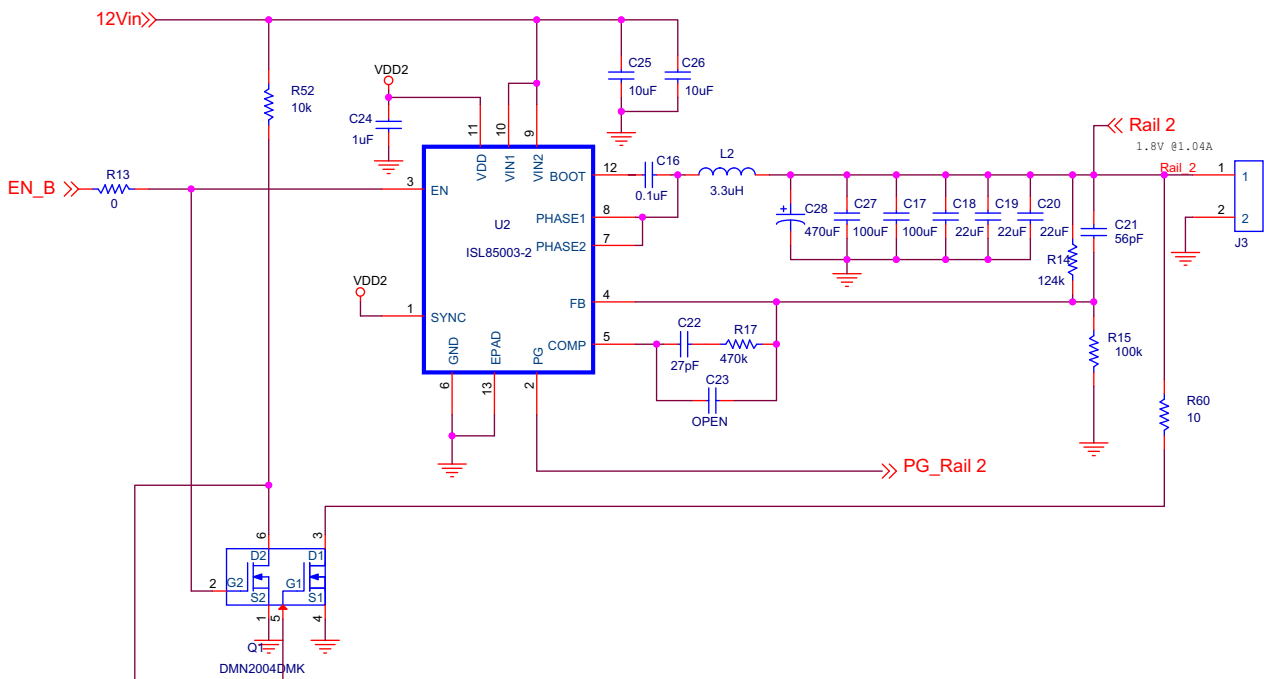 12Vin
R52
10k
VDD2
C24
1uF
11
10
9
VDD
VIN1
VIN2
C25
10uF
C26
10uF
EN_B
R13
0
3
EN
U2
ISL85003-2
BOOT
12
C16
0.1uF
L2
3.3uH
PHASE1
8
PHASE2
7
Rail 2
1.8V @1.04A
Rail_2
1
1
2
2
J3
C28
470uF
C27
100uF
C17
100uF
C18
22uF
C19
22uF
C20
22uF
C21
56pF
R14
124k
VDD2
1
SYNC
FB
4
COMP
5
C22
27pF
R17
470k
C23
OPEN
R15
100k
GND
EPAD
PG
6
13
2
R60
10
PG_Rail 2
6
3
D2
D1
2
G2
G1
S2
S1
1
5
4
Q1
DMN2004DMK